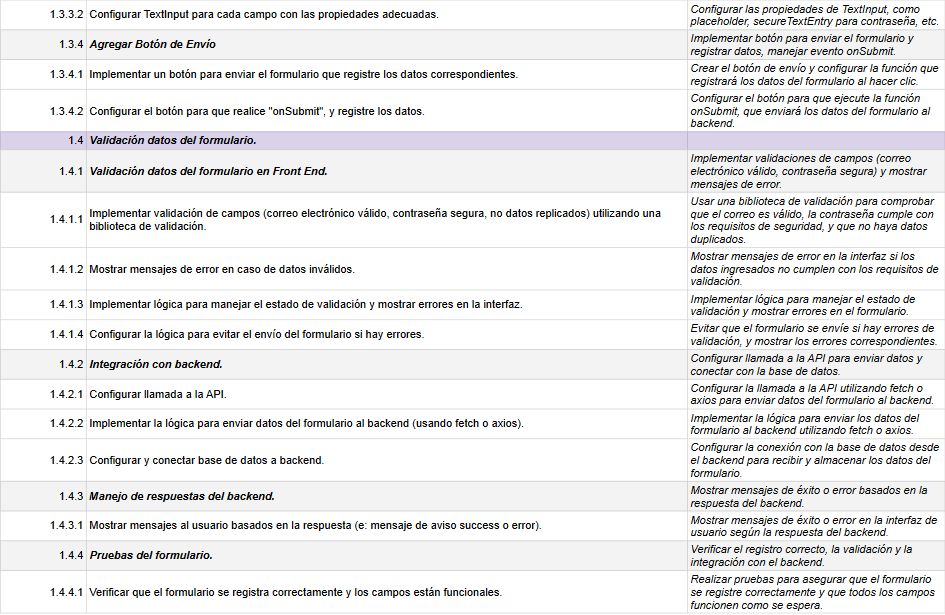 1.3.3.2 Configurar TextInput para cada campo con las propiedades adecuadas.
Configurar las propiedades de TextInput, como
placeholder, secureTextEntry para contraseña, etc.
1.3.4 Agregar Botón de Envío
Implementar botón para enviar el formulario y
registrar datos, manejar evento onSubmit.
1.3.4.1 Implementar un botón para enviar el formulario que registre los datos correspondientes.
Crear el botón de envío y configurar la función que
registrará los datos del formulario al hacer clic.
1.3.4.2 Configurar el botón para que realice "onSubmit", y registre los datos.
Configurar el botón para que ejecute la función
onSubmit, que enviará los datos del formulario al
backend.
1.4 Validación datos del formulario.
1.4.1 Validación datos del formulario en Front End.
Implementar validaciones de campos (correo
electrónico válido, contraseña segura) y mostrar
mensajes de error.
1.4.1.1 Implementar validación de campos (correo electrónico válido, contraseña segura, no datos replicados) utilizando una
biblioteca de validación.
Usar una biblioteca de validación para comprobar
que el correo es válido, la contraseña cumple con
los requisitos de seguridad, y que no haya datos
duplicados.
1.4.1.2 Mostrar mensajes de error en caso de datos inválidos.
Mostrar mensajes de error en la interfaz si los
datos ingresados no cumplen con los requisitos de
validación.
1.4.1.3 Implementar lógica para manejar el estado de validación y mostrar errores en la interfaz.
Implementar lógica para manejar el estado de
validación y mostrar errores en el formulario.
1.4.1.4 Configurar la lógica para evitar el envío del formulario si hay errores.
Evitar que el formulario se envíe si hay errores de
validación, y mostrar los errores correspondientes.
1.4.2 Integración con backend.
Configurar llamada a la API para enviar datos y
conectar con la base de datos.
1.4.2.1 Configurar llamada a la API.
Configurar la llamada a la API utilizando fetch o
axios para enviar datos del formulario al backend.
1.4.2.2 Implementar la lógica para enviar datos del formulario al backend (usando fetch o axios).
Implementar la lógica para enviar los datos del
formulario al backend utilizando fetch o axios.
1.4.2.3 Configurar y conectar base de datos a backend.
Configurar la conexión con la base de datos desde
el backend para recibir y almacenar los datos del
formulario.
1.4.3 Manejo de respuestas del backend.
Mostrar mensajes de éxito o error basados en la
respuesta del backend.
1.4.3.1 Mostrar mensajes al usuario basados en la respuesta (e: mensaje de aviso success o error).
Mostrar mensajes de éxito o error en la interfaz de
usuario según la respuesta del backend.
1.4.4 Pruebas del formulario.
Verificar el registro correcto, la validación y la
integración con el backend.
1.4.4.1 Verificar que el formulario se registra correctamente y los campos están funcionales.
Realizar pruebas para asegurar que el formulario
se registre correctamente y que todos los campos
funcionen como se espera.